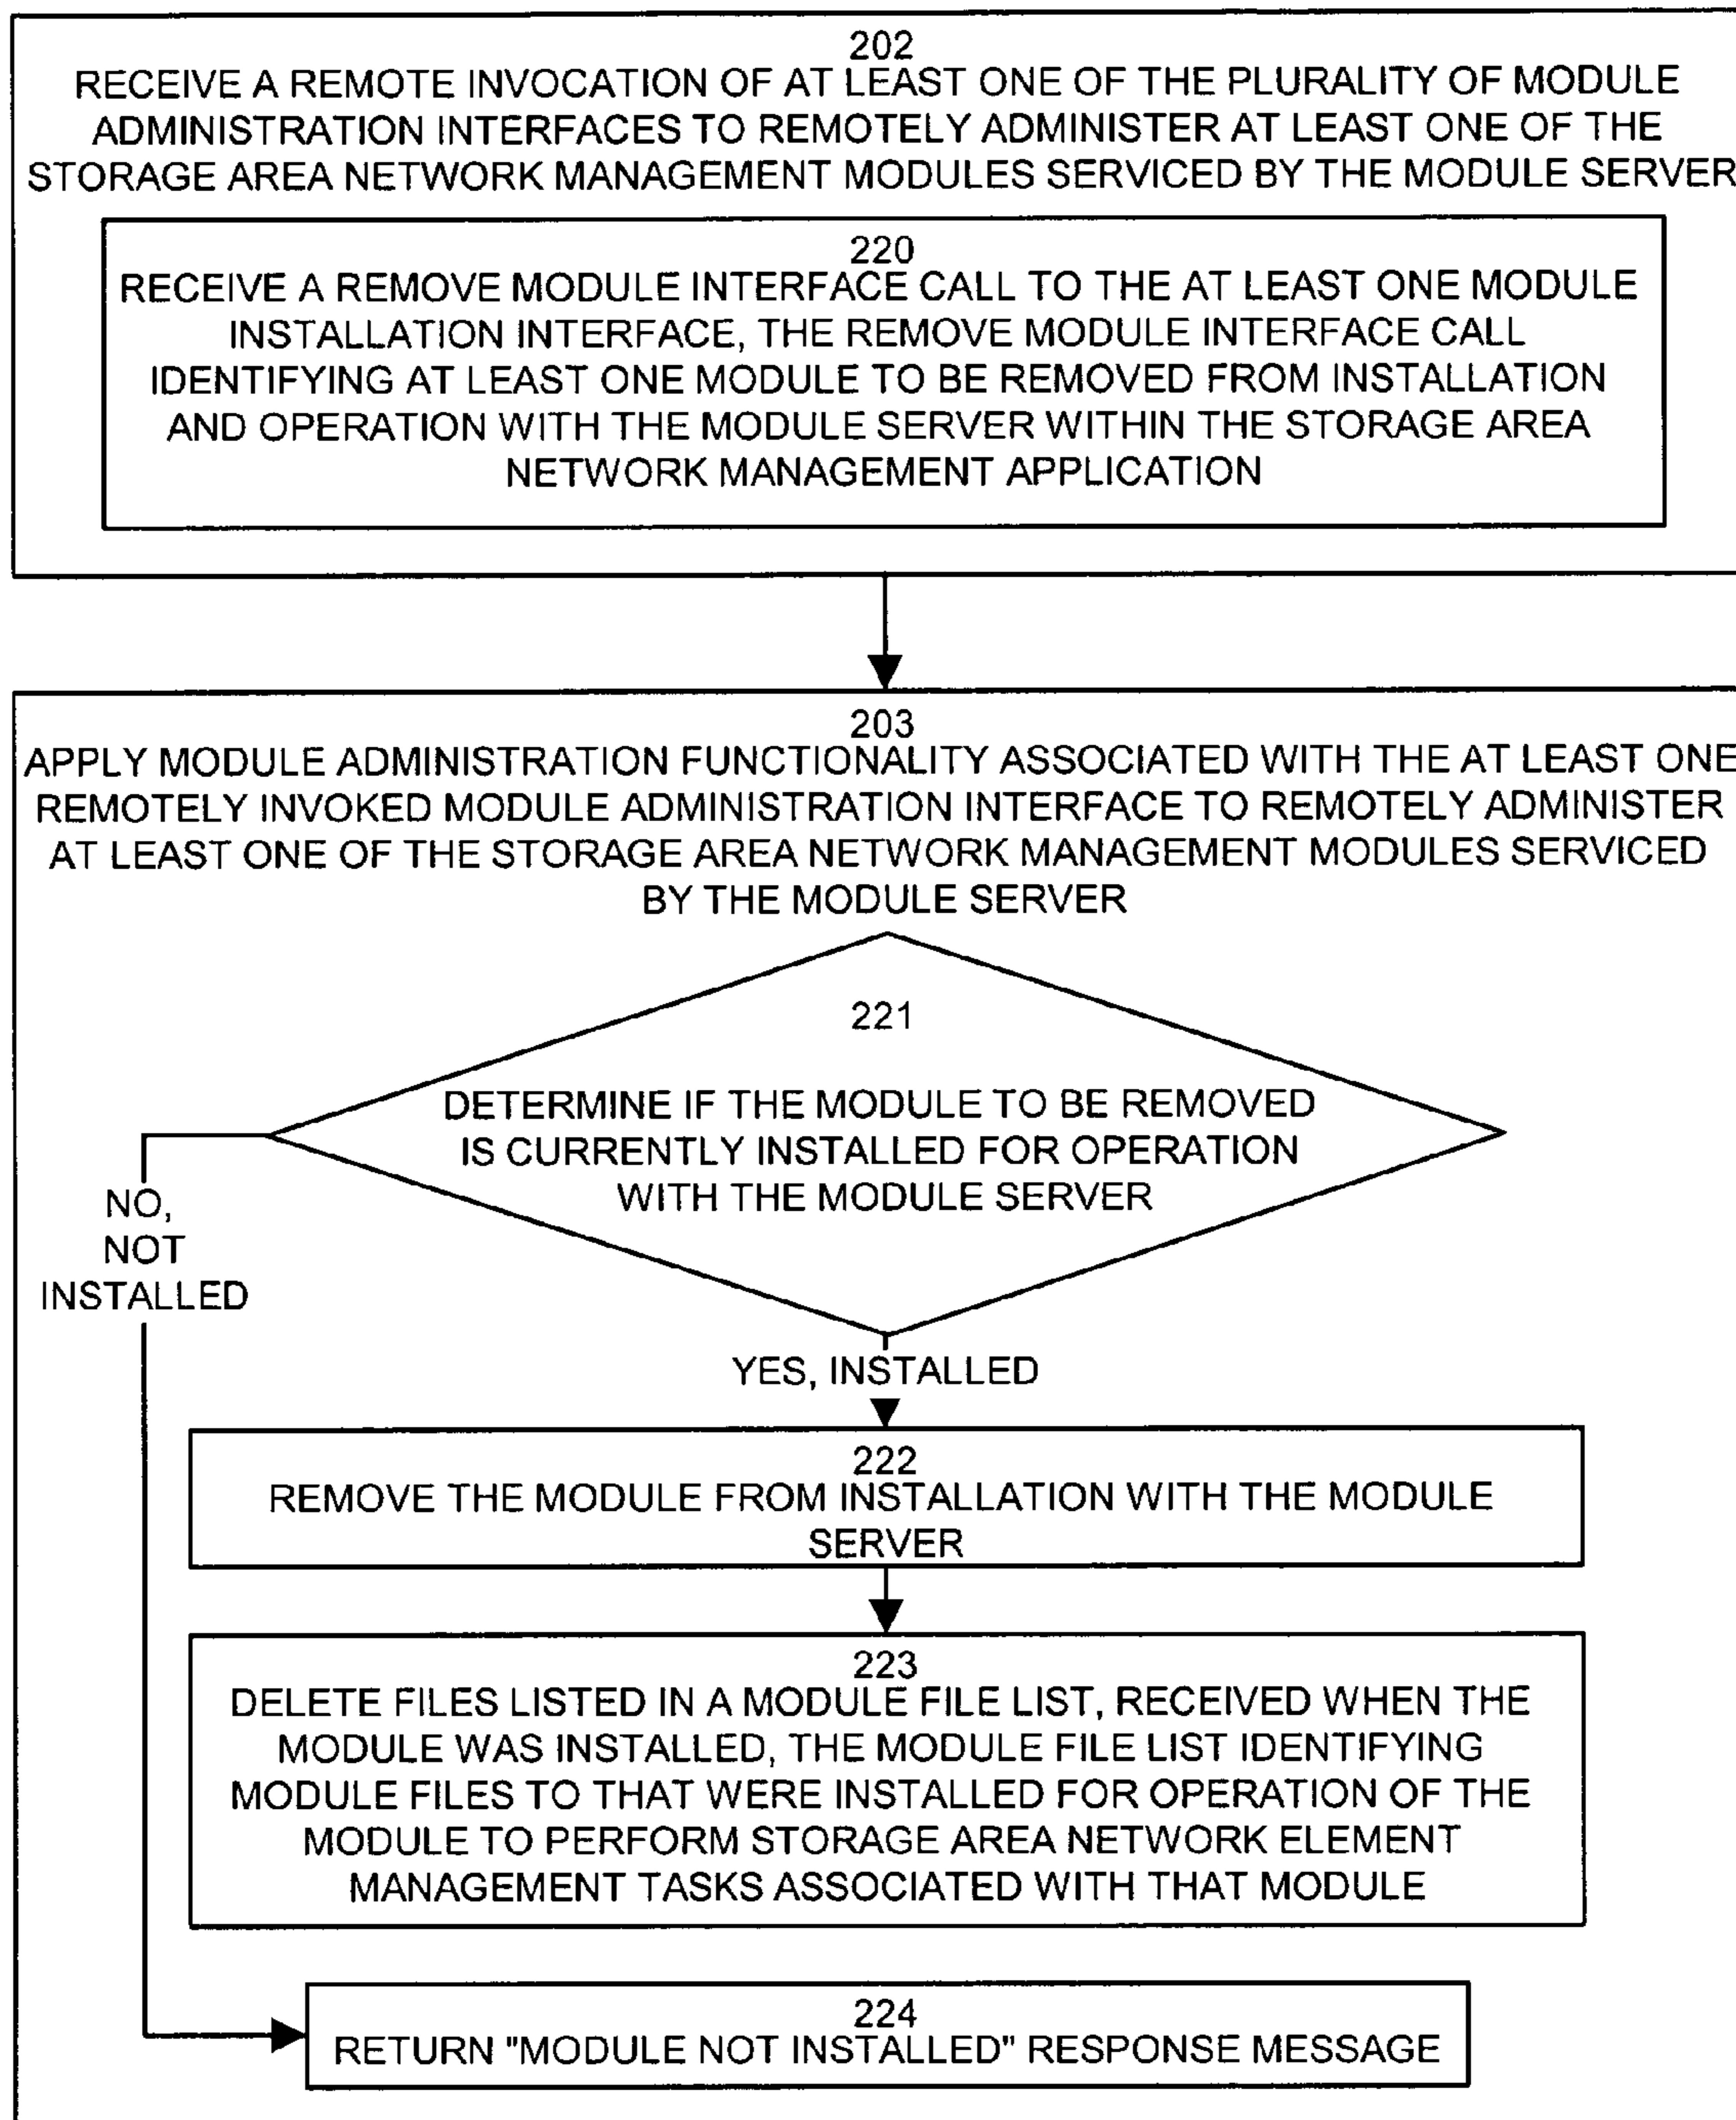 202
RECEIVE A REMOTE INVOCATION OF AT LEAST ONE OF THE PLURALITY OF MODULE
ADMINISTRATION INTERFACES TO REMOTELY ADMINISTER AT LEAST ONE OF THE
STORAGE AREA NETWORK MANAGEMENT MODULES SERVICED BY THE MODULE SERVER
220
RECEIVE A REMOVE MODULE INTERFACE CALL TO THE AT LEAST ONE MODULE
INSTALLATION INTERFACE, THE REMOVE MODULE INTERFACE CALL
IDENTIFYING AT LEAST ONE MODULE TO BE REMOVED FROM INSTALLATION
AND OPERATION WITH THE MODULE SERVER WITHIN THE STORAGE AREA
NETWORK MANAGEMENT APPLICATION
203
APPLY MODULE ADMINISTRATION FUNCTIONALITY ASSOCIATED WITH THE AT LEAST ONE
REMOTELY INVOKED MODULE ADMINISTRATION INTERFACE TO REMOTELY ADMINISTER
AT LEAST ONE OF THE STORAGE AREA NETWORK MANAGEMENT MODULES SERVICED
BY THE MODULE SERVER
221
DETERMINE IF THE MODULE TO BE REMOVED
IS CURRENTLY INSTALLED FOR OPERATION
WITH THE MODULE SERVER
NO,
NOT
INSTALLED
YES, INSTALLED
222
REMOVE THE MODULE FROM INSTALLATION WITH THE MODULE
SERVER
223
DELETE FILES LISTED IN A MODULE FILE LIST, RECEIVED WHEN THE
MODULE WAS INSTALLED, THE MODULE FILE LIST IDENTIFYING
MODULE FILES TO THAT WERE INSTALLED FOR OPERATION OF THE
MODULE TO PERFORM STORAGE AREA NETWORK ELEMENT
MANAGEMENT TASKS ASSOCIATED WITH THAT MODULE
224
RETURN "MODULE NOT INSTALLED" RESPONSE MESSAGE